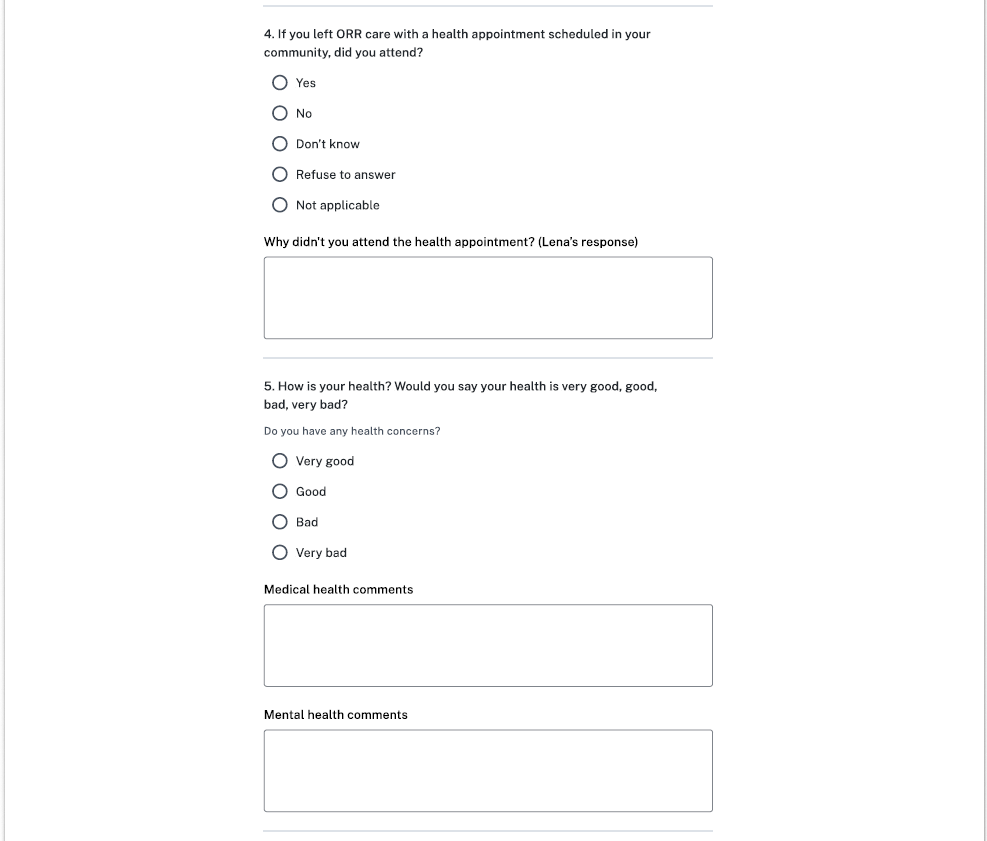 4. If you left ORR care with a health appointment scheduled in your
community, did you attend?
Yes
No
Don't know
Refuse to answer
Not applicable
Why didn't you attend the health appointment? (Lena's response)
5. How is your health? Would you say your health is very good, good,
bad, very bad?
Do you have any health concerns?
Very good
Good
Bad
Very bad
Medical health comments
Mental health comments